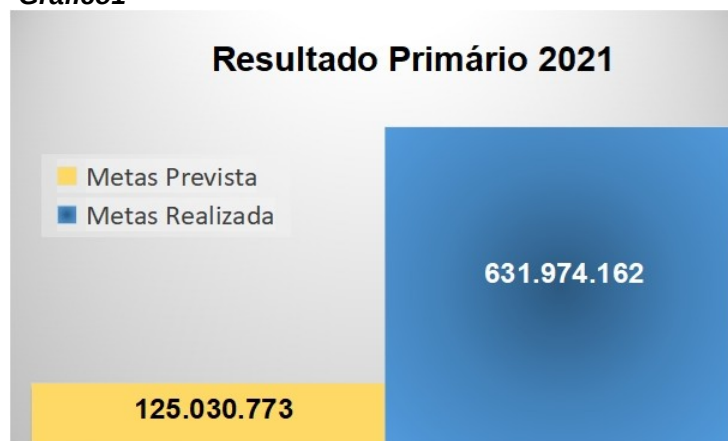 Resultado Primário 2021
Metas Prevista
Metas Realizada
631.974.162
125.030.773